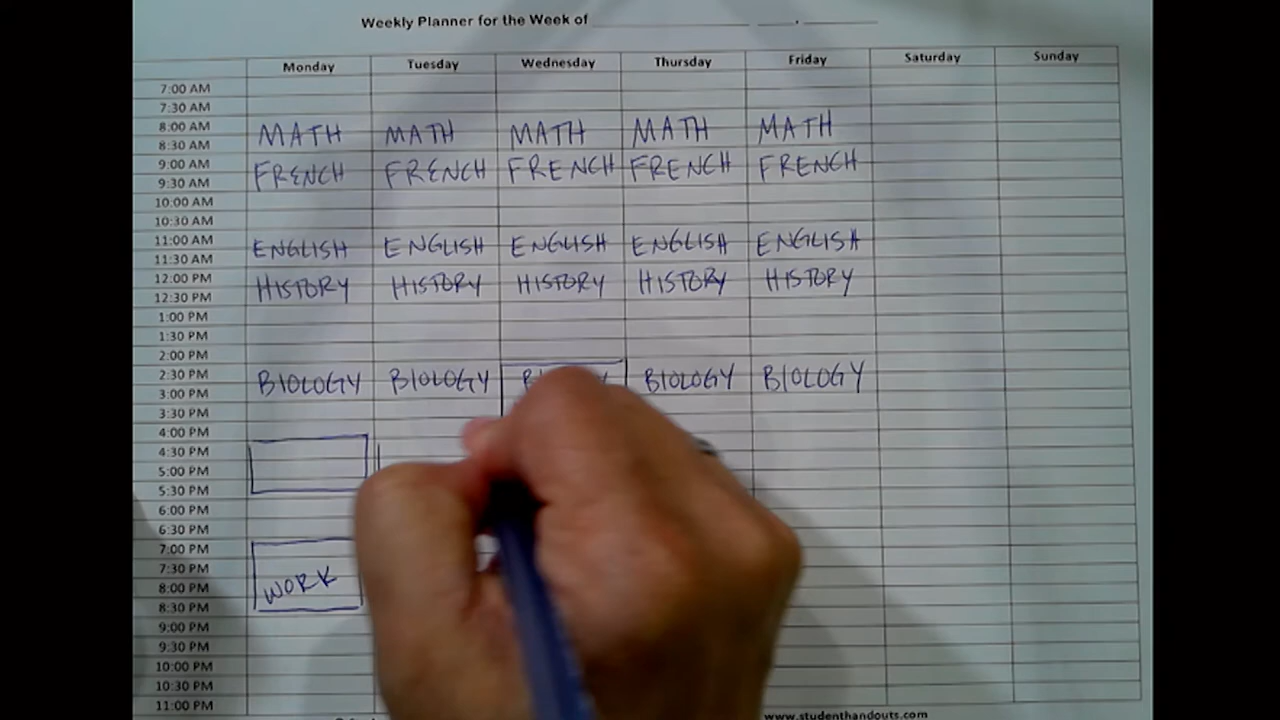 Weekly Planner for the Week of
Monday Tuesday Wednesday Thursday Friday Saturday Sunday
7:00 AM
7:30 AM
8:00 AM MATH MATH MATH MATH MATH
8:30 AM
9:00 AM FRENCH FRENCH FRENCH FRENCH FRENCH
9:30 AM
10:00 AM
10:30 AM
11:00 AM ENGLISH ENGLISH ENGLISH ENGLISH ENGLISH
11:30 AM
12:00 PM HISTORY HISTORY HISTORY HISTORY HISTORY
12:30 PM
1:00 PM
1:30 PM
2:00 PM
2:30 PM BIOLOGY BIOLOGY BIOLOGY BIOLOGY
3:00 PM
3:30 PM
4:00 PM
4:30 PM
5:00 PM
5:30 PM
6:00 PM
6:30 PM
7:00 PM
7:30 PM
8:00 PM WORK
8:30 PM
9:00 PM
9:30 PM
10:00 PM
10:30 PM
11:00 PM
www.studenthandouts.com